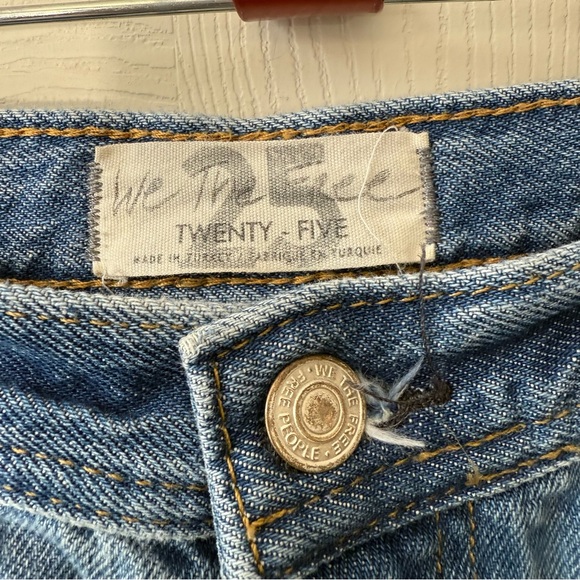 25
We The Free
TWENTY - FIVE
MADE IN TURKEY / FABRIQUE EN TURQUIE
WE THE FREE • FREE PEOPLE •